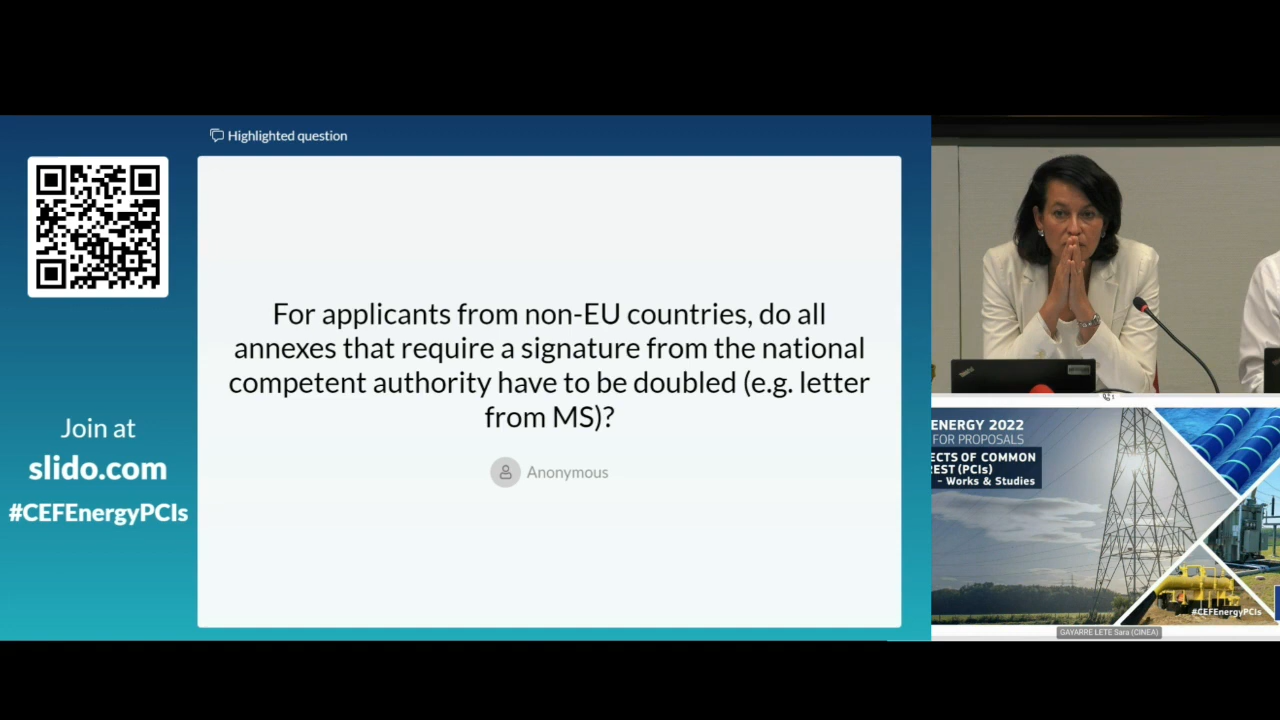 Highlighted question
For applicants from non-EU countries, do all
annexes that require a signature from the national
competent authority have to be doubled (e.g. letter
from MS)?
Anonymous
Join at
slido.com
#CEFEnergyPCIs
ENERGY 2022
FOR PROPOSALS
ECTS OF COMMON
REST (PCIs)
- Works & Studies
#CEFEnergyPCIs
GAYARRE LETE Sara (CINEA)